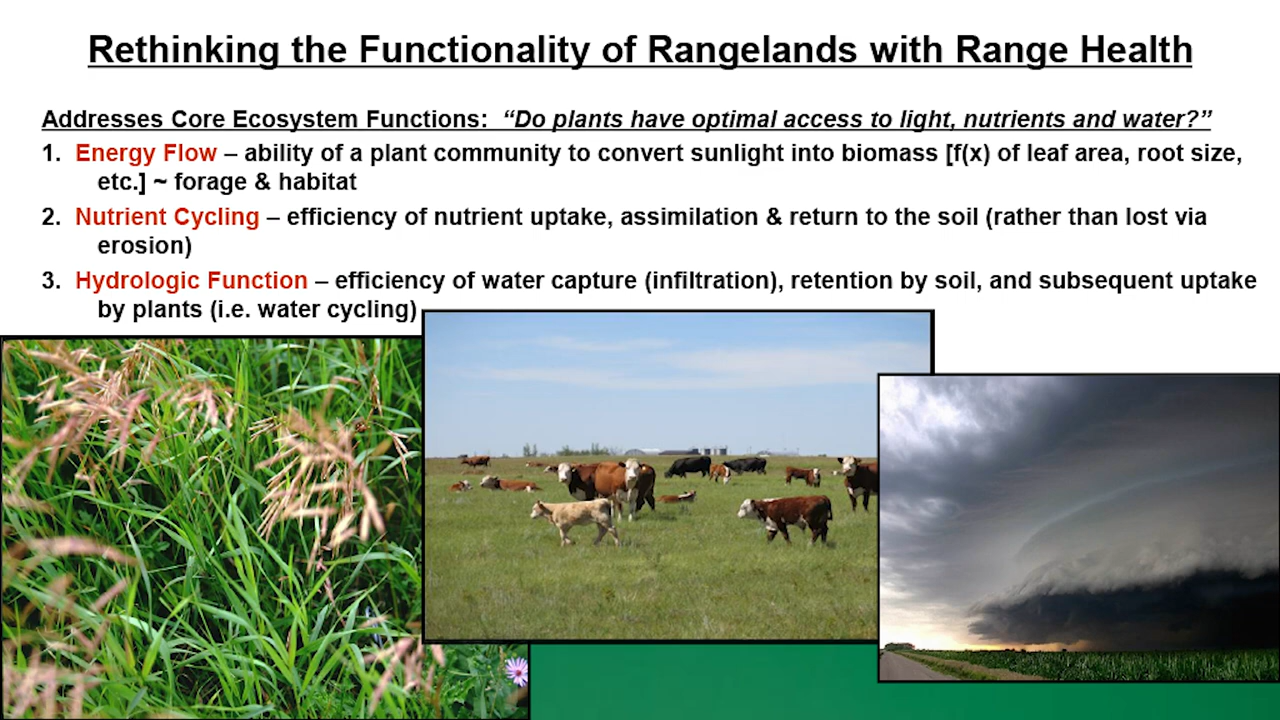 Rethinking the Functionality of Rangelands with Range Health
Addresses Core Ecosystem Functions: “Do plants have optimal access to light, nutrients and water?”
1. Energy Flow – ability of a plant community to convert sunlight into biomass [f(x) of leaf area, root size,
etc.] ~ forage & habitat
2. Nutrient Cycling – efficiency of nutrient uptake, assimilation & return to the soil (rather than lost via
erosion)
3. Hydrologic Function – efficiency of water capture (infiltration), retention by soil, and subsequent uptake
by plants (i.e. water cycling)